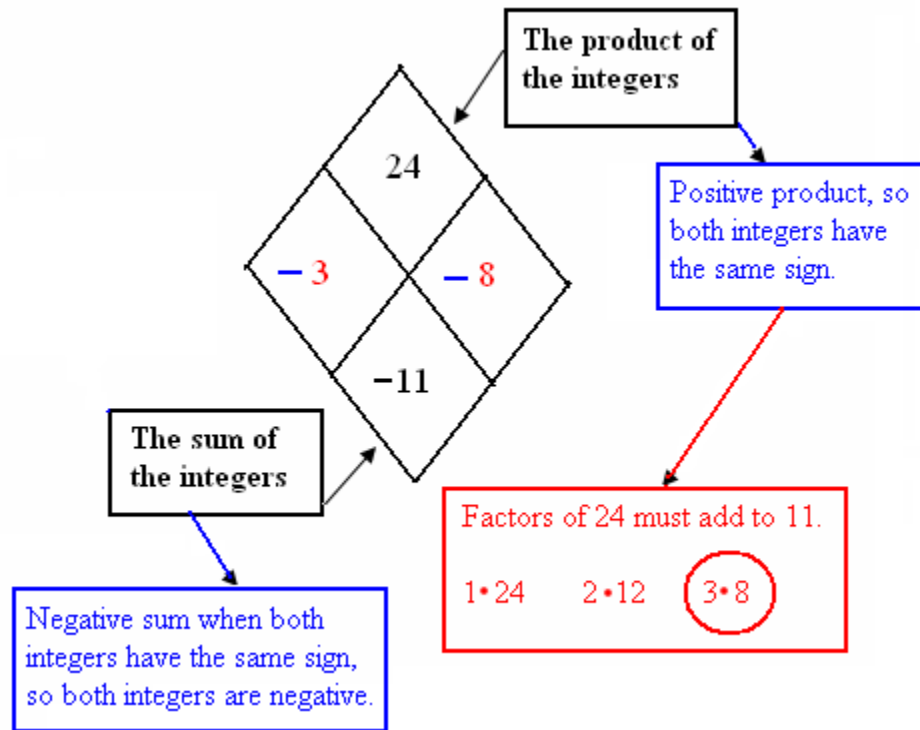 The product of
the integers
24
Positive product, so
both integers have
the same sign.
− 3
− 8
−11
The sum of
the integers
Factors of 24 must add to 11.
1•24 2•12 3•8
Negative sum when both
integers have the same sign,
so both integers are negative.